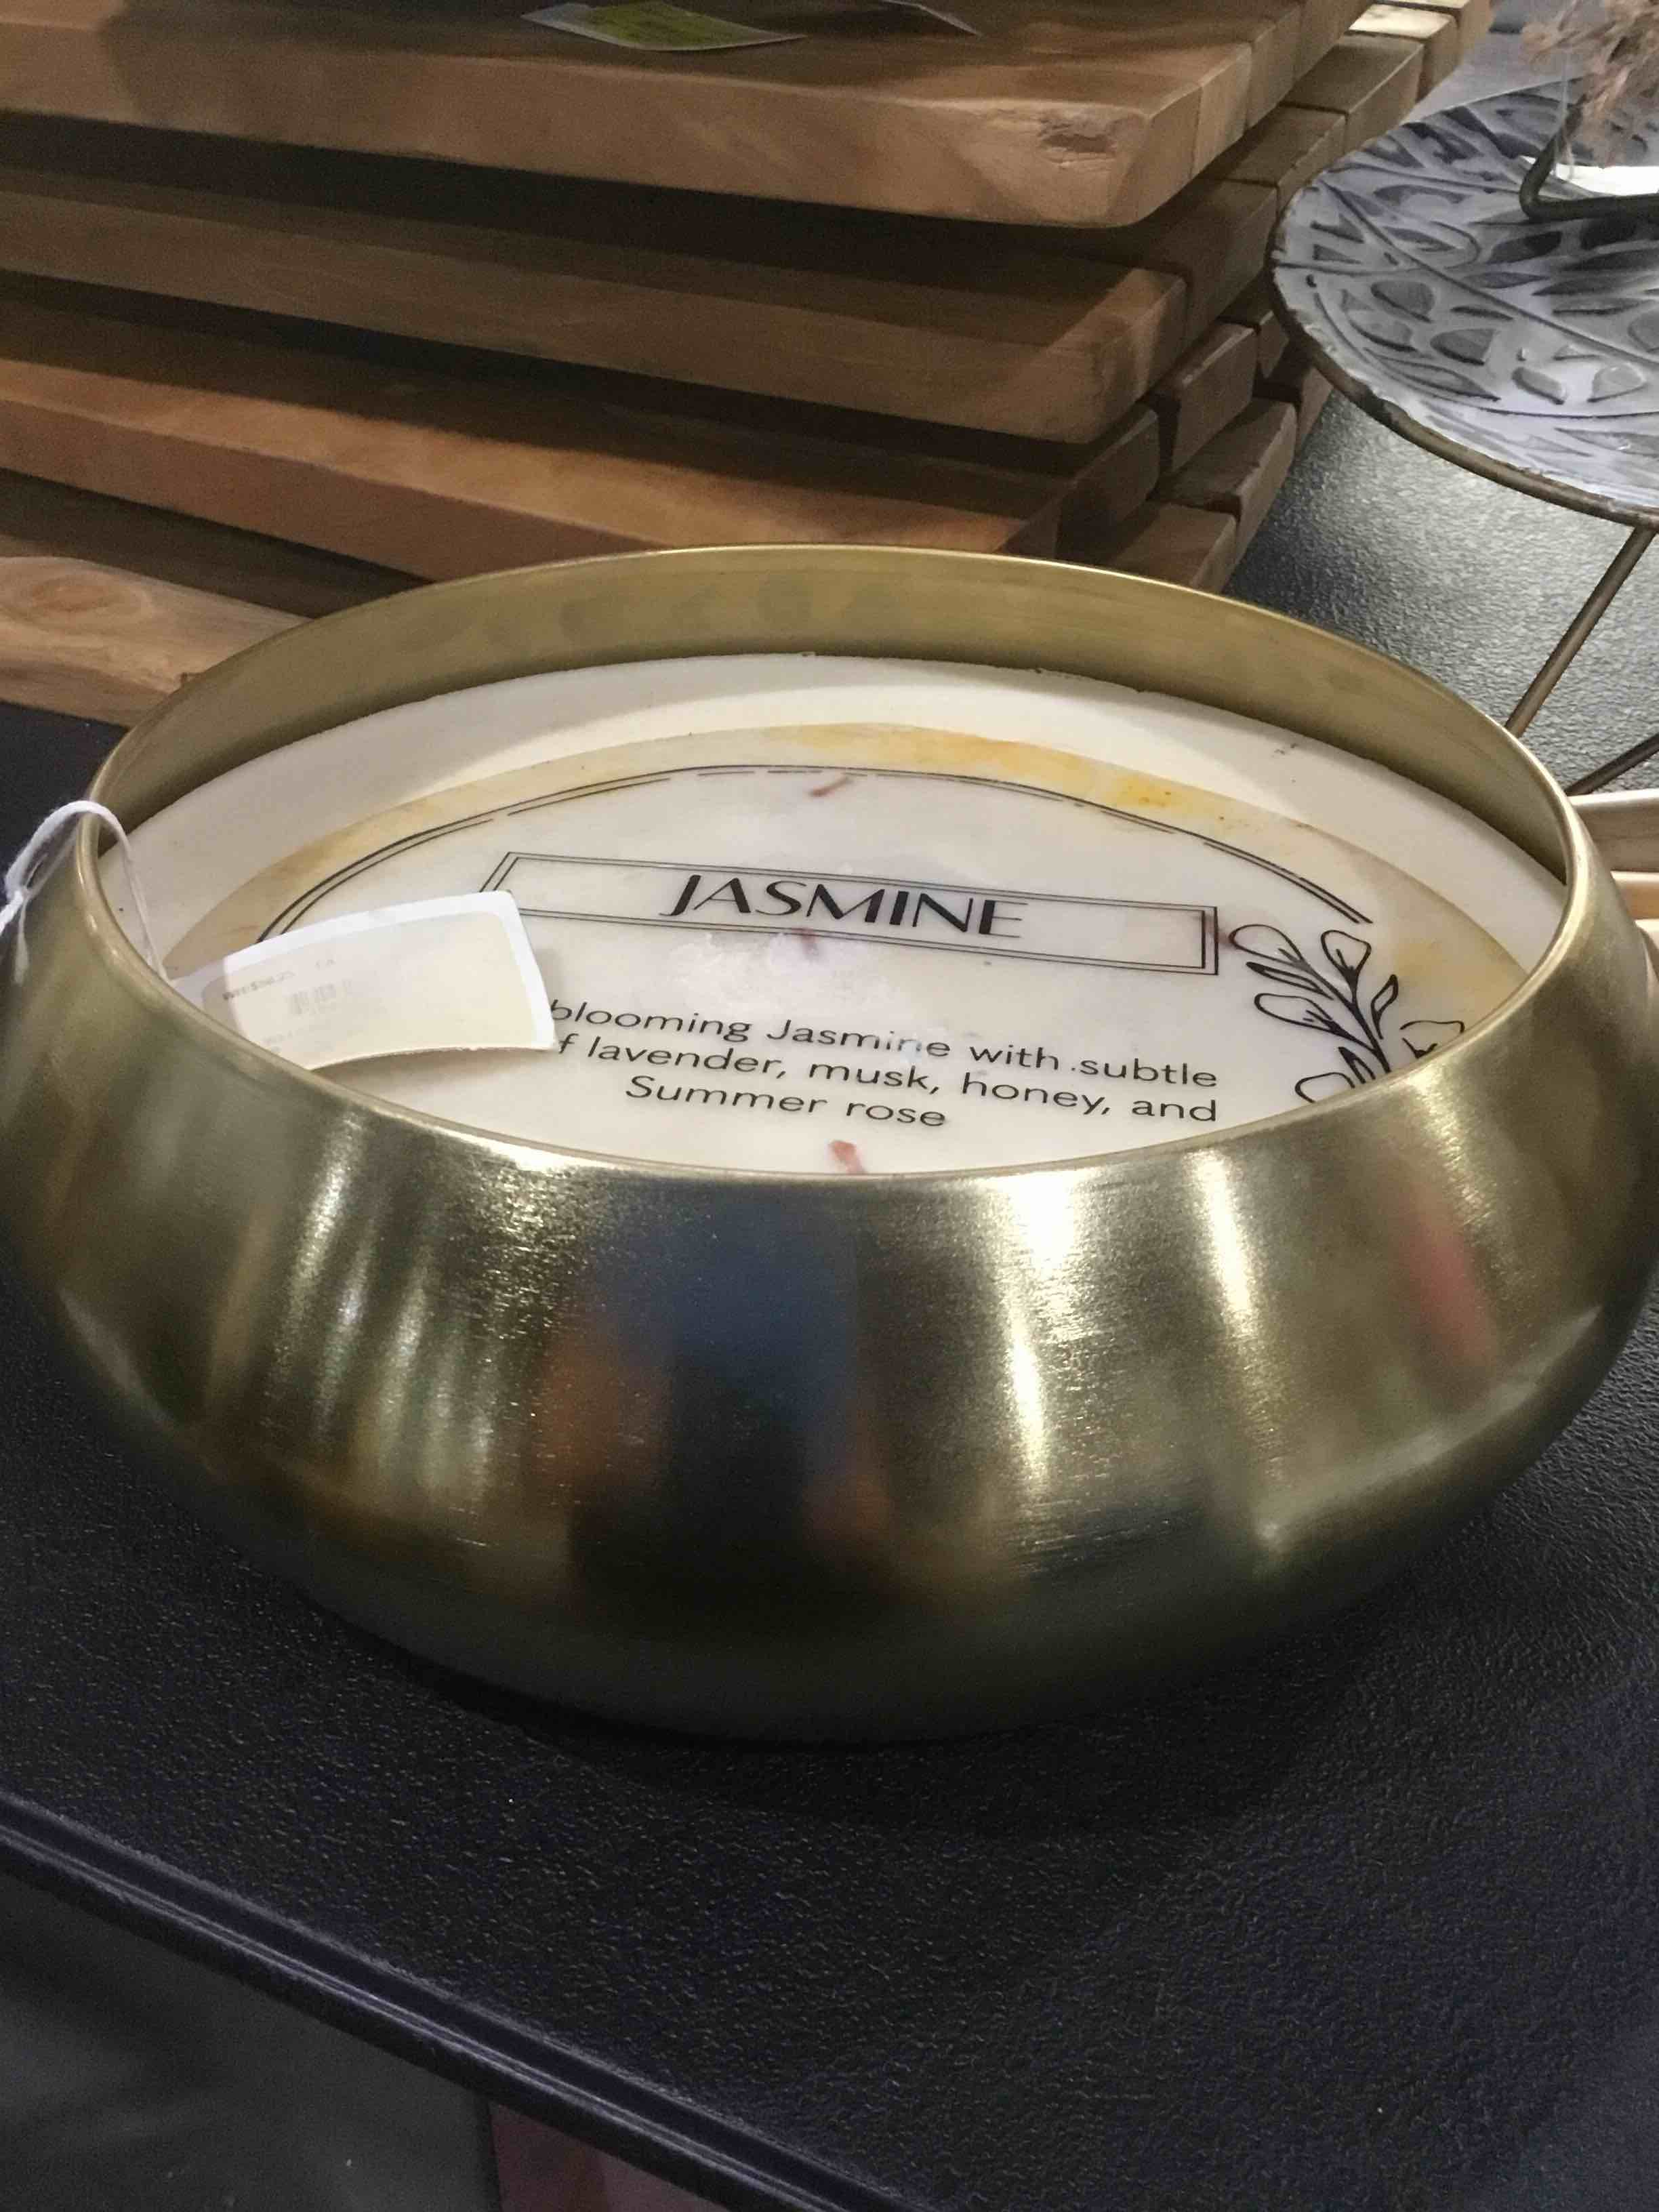 JASMINE
blooming Jasmine with subtle
f lavender, musk, honey, and
Summer rose